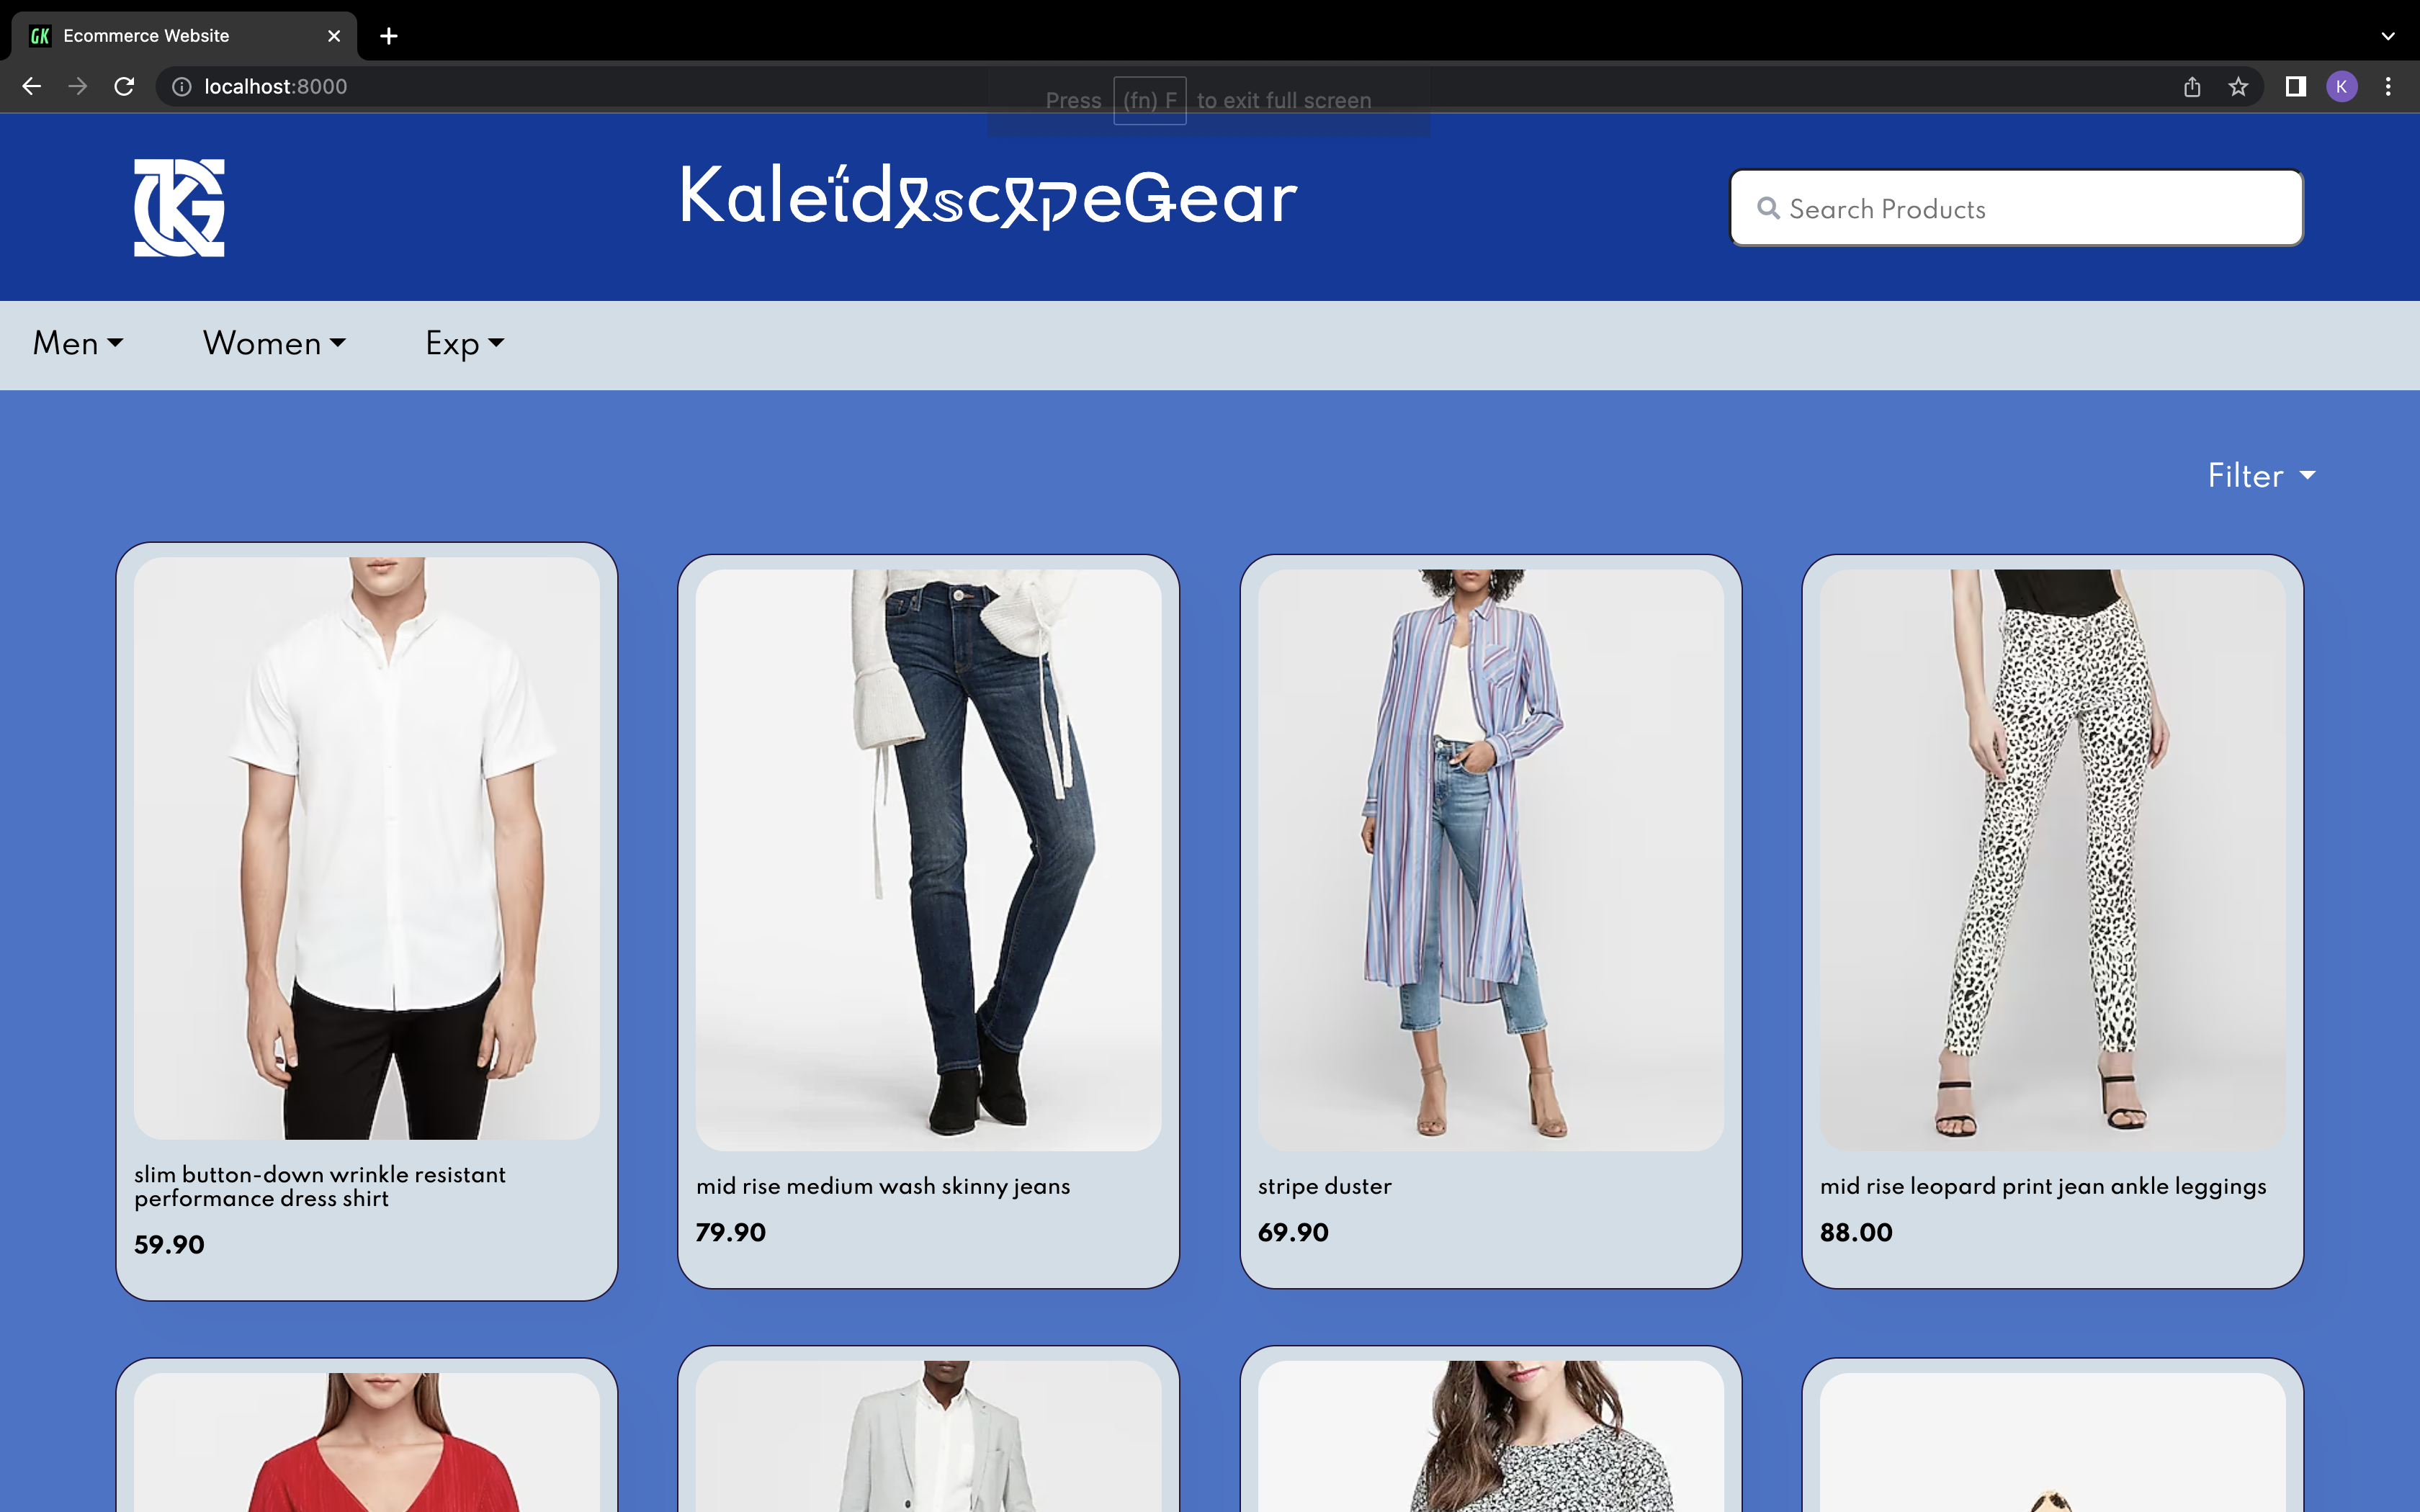 GK Ecommerce Website
localhost:8000
Press (fn) F to exit full screen
KG
KaleidoscopeGear
Search Products
Men
Women
Exp
Filter
slim button-down wrinkle resistant
performance dress shirt
59.90
mid rise medium wash skinny jeans
79.90
stripe duster
69.90
mid rise leopard print jean ankle leggings
88.00
K